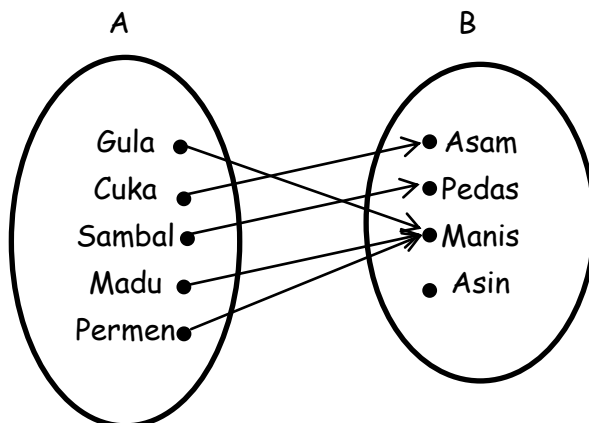 A
B
Gula
Cuka
Sambal
Madu
Permen
Asam
Pedas
Manis
Asin